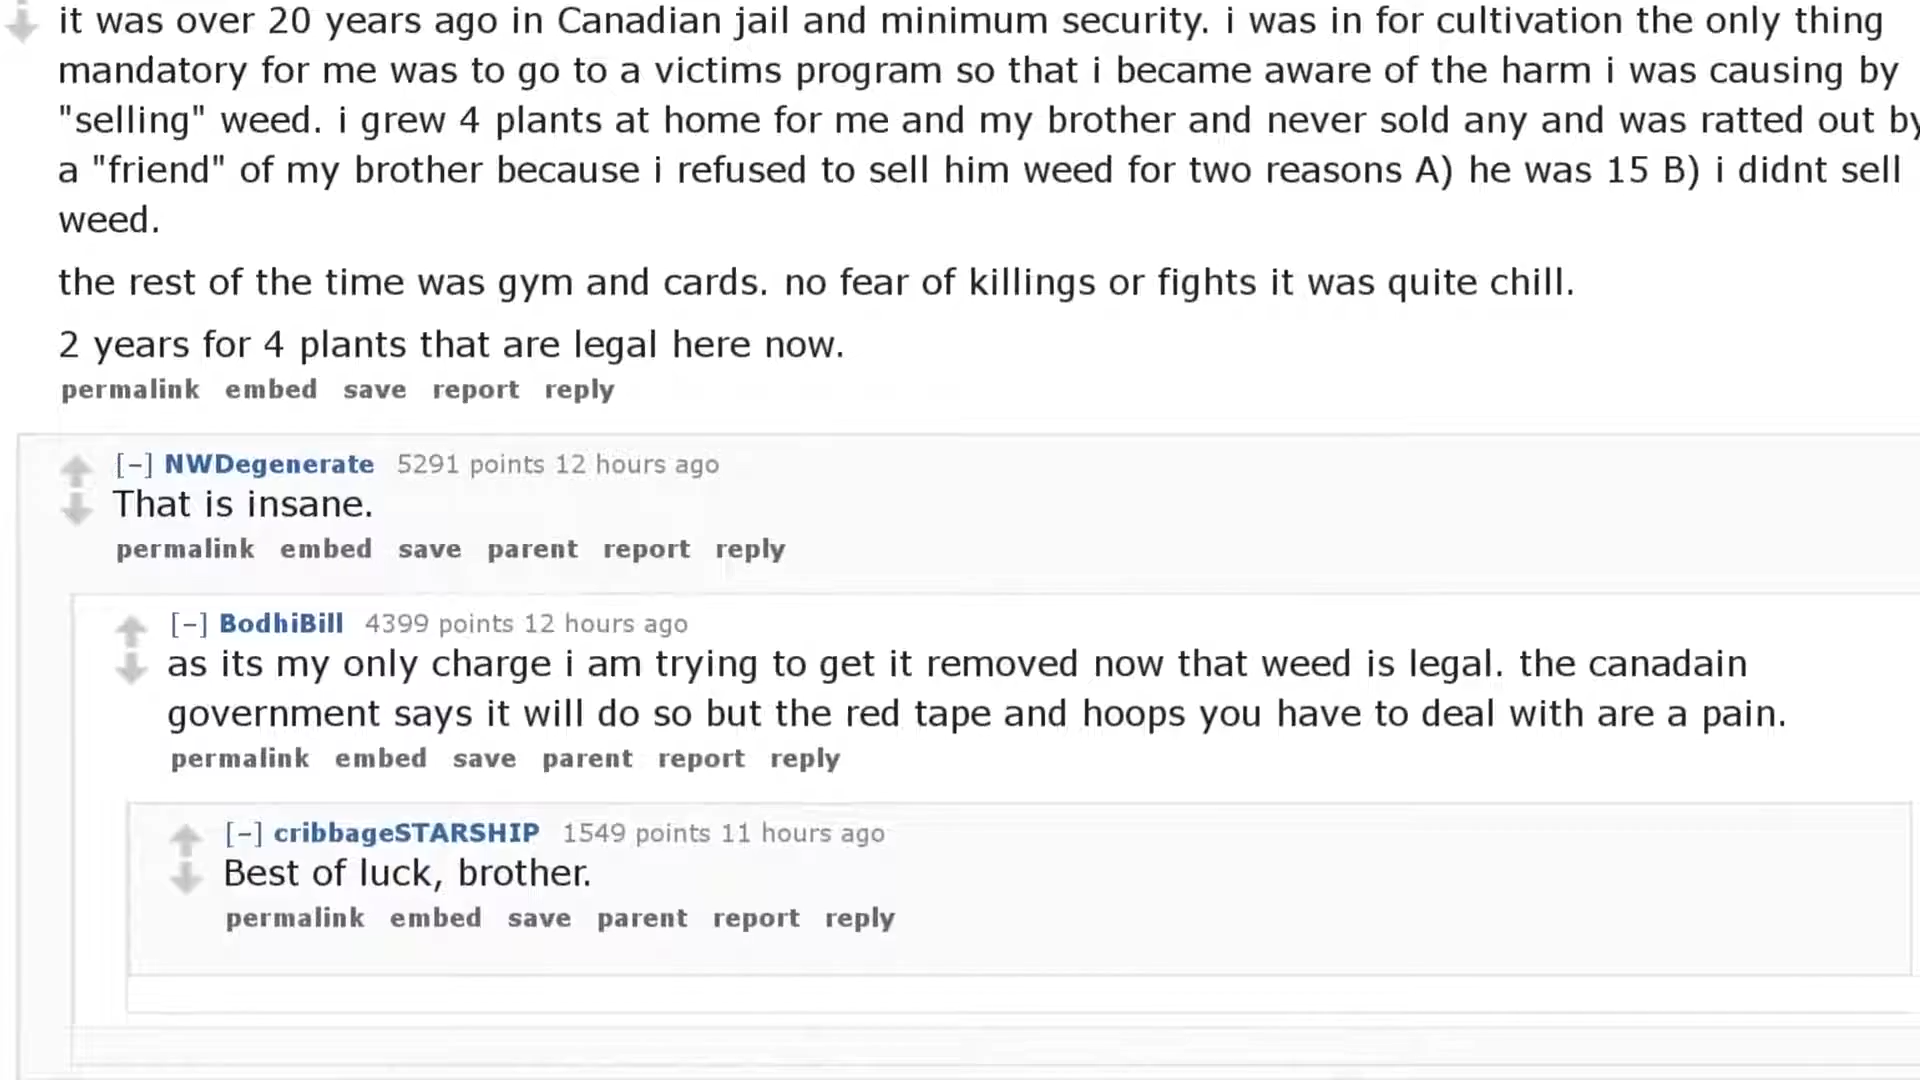 it was over 20 years ago in Canadian jail and minimum security. i was in for cultivation the only thing
mandatory for me was to go to a victims program so that i became aware of the harm i was causing by
"selling" weed. i grew 4 plants at home for me and my brother and never sold any and was ratted out by
a "friend" of my brother because i refused to sell him weed for two reasons A) he was 15 B) i didnt sell
weed.
the rest of the time was gym and cards. no fear of killings or fights it was quite chill.
2 years for 4 plants that are legal here now.
permalink embed save report reply
[–] NWDegenerate 5291 points 12 hours ago
That is insane.
permalink embed save parent report reply
[–] BodhiBill 4399 points 12 hours ago
as its my only charge i am trying to get it removed now that weed is legal. the canadain
government says it will do so but the red tape and hoops you have to deal with are a pain.
permalink embed save parent report reply
[–] cribbageSTARSHIP 1549 points 11 hours ago
Best of luck, brother.
permalink embed save parent report reply